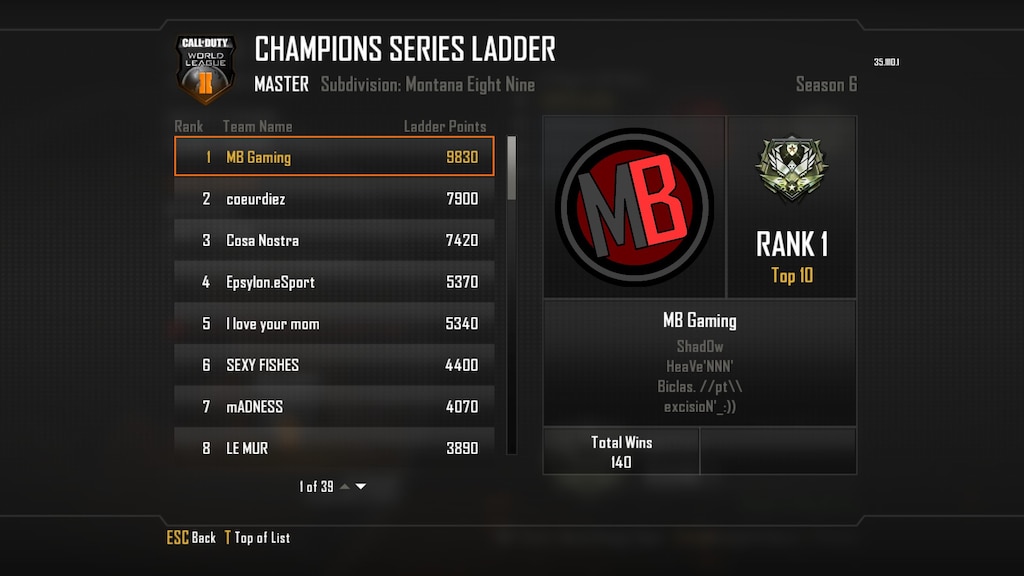 CALL OF DUTY
WORLD
LEAGUE
II
CHAMPIONS SERIES LADDER
MASTER Subdivision: Montana Eight Nine
Season 6
Rank Team Name Ladder Points
1 MB Gaming 9830
2 coeurdiez 7900
3 Cosa Nostra 7420
4 Epsylon.eSport 5370
5 I love your mom 5340
6 SEXY FISHES 4400
7 mADNESS 4070
8 LE MUR 3890
1 of 39
MB
RANK 1
Top 10
MB Gaming
Shad0w
HeaVe'NNN'
Biclas. //pt\\
excisioN'_:))
Total Wins
140
ESC Back T Top of List